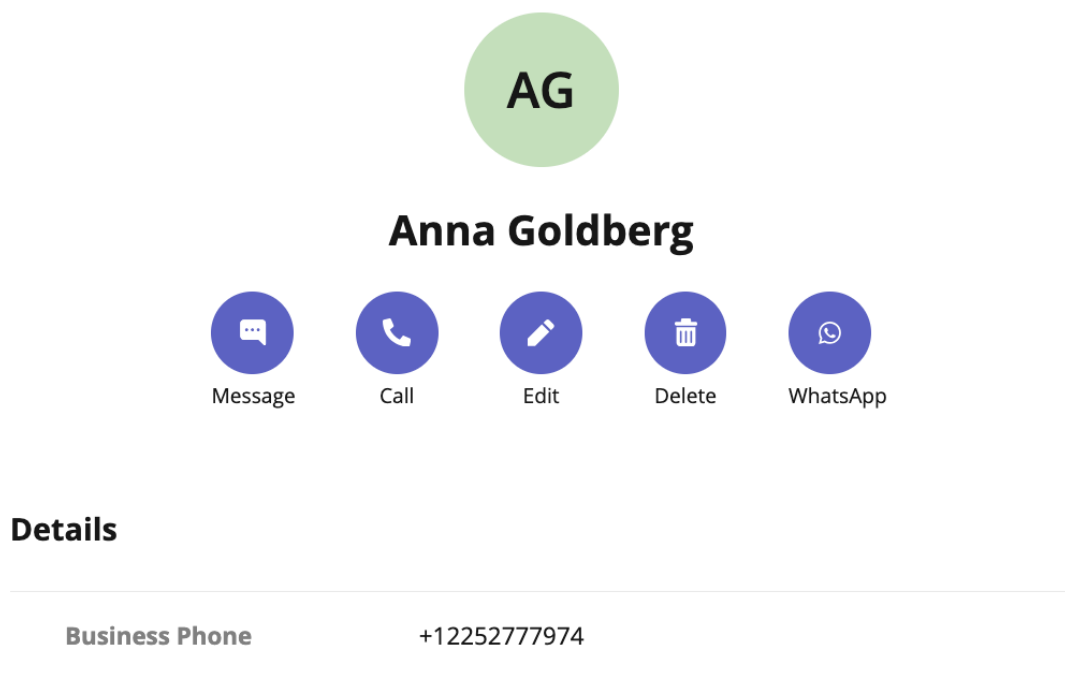 AG
Anna Goldberg
Message Call Edit Delete WhatsApp
Details
Business Phone +12252777974